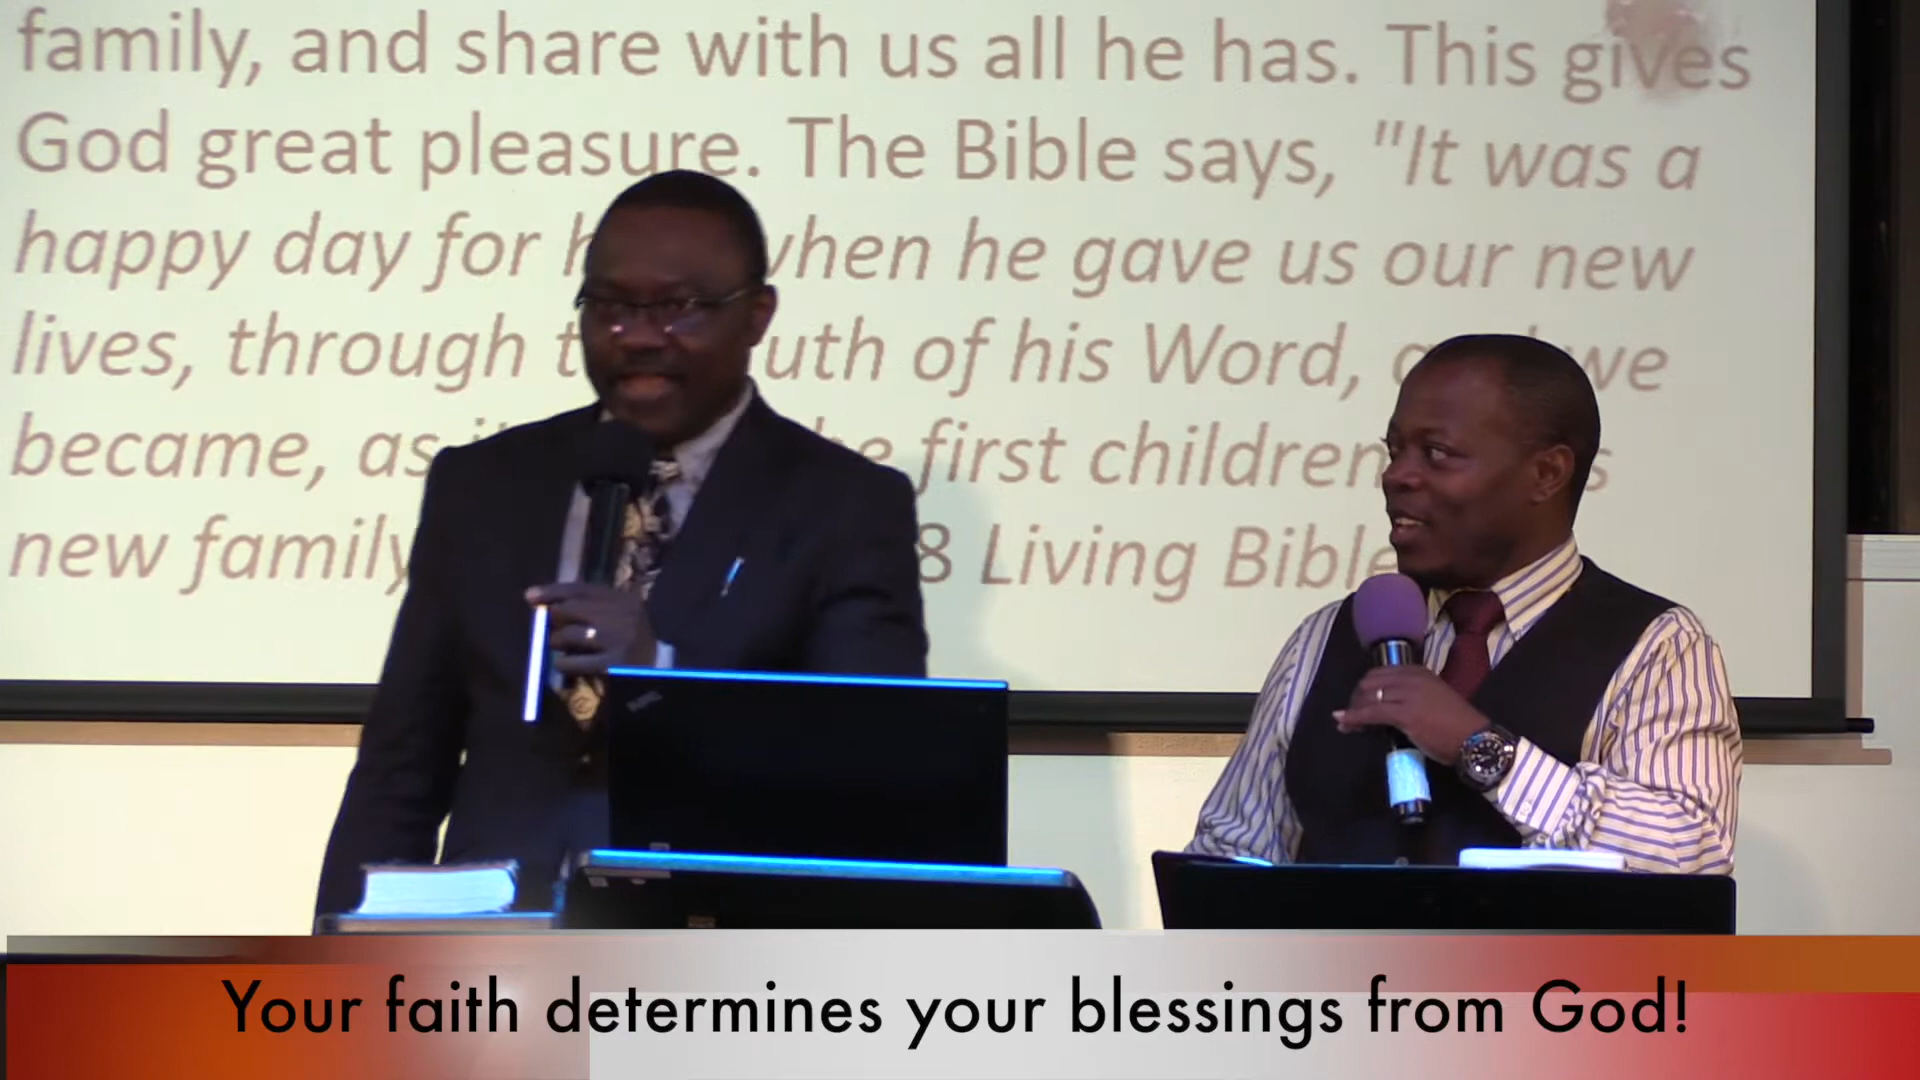 family, and share with us all he has. This gives
God great pleasure. The Bible says, "It was a
happy day for when he gave us our new
lives, through of his Word, we
became, first children
new family 8 Living Bible
Your faith determines your blessings from God!